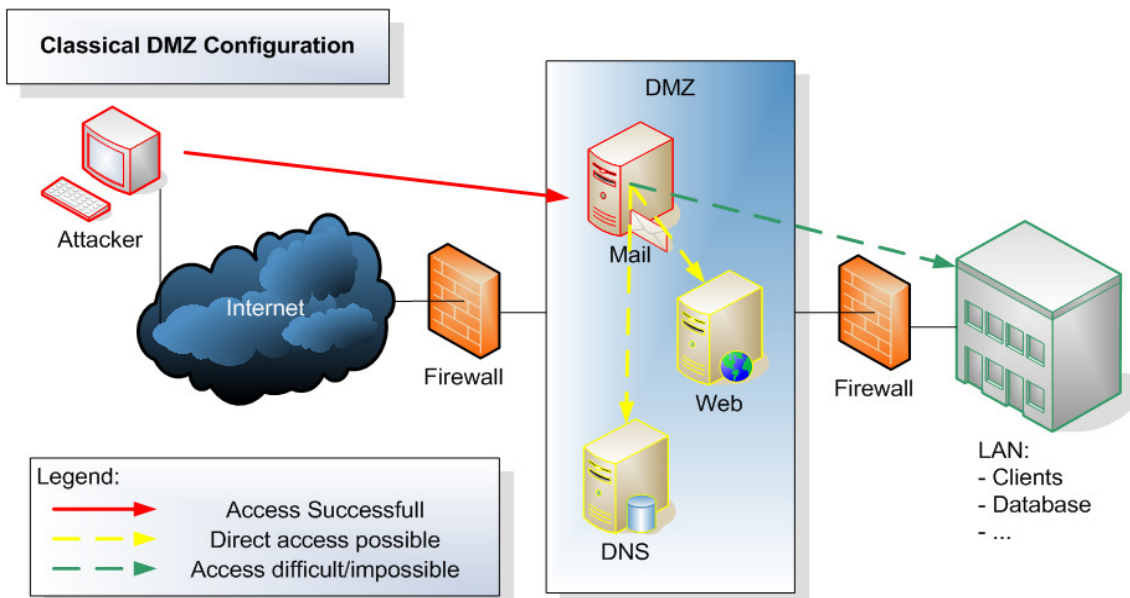 Classical DMZ Configuration
DMZ
Attacker
Mail
Internet
Firewall
Web
Firewall
DNS
LAN:
- Clients
- Database
- ...
Legend:
Access Successfull
Direct access possible
Access difficult/impossible